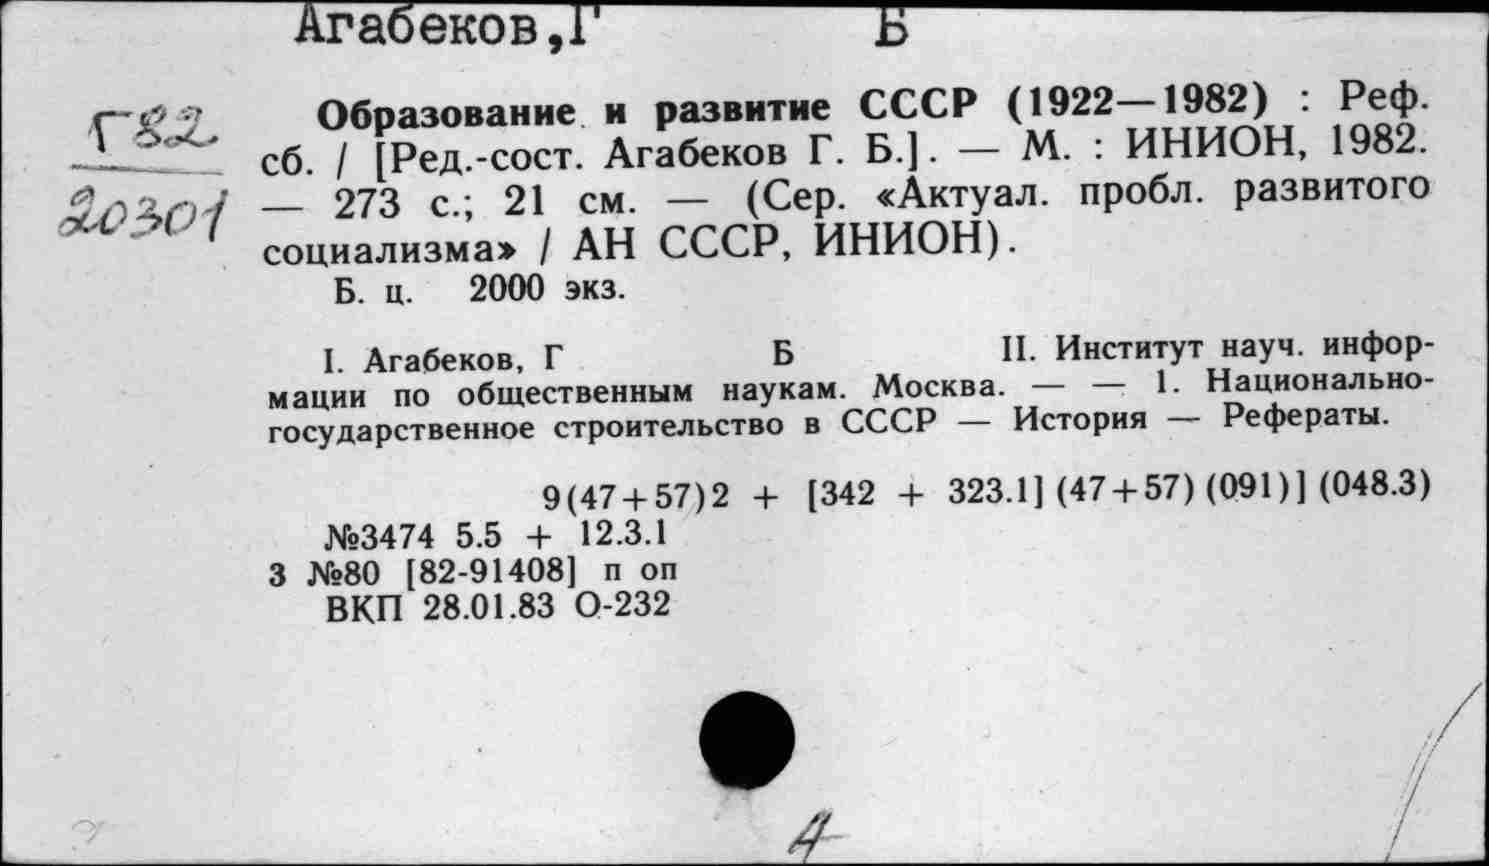 Агабеков,Г Б
Г82
20301
Образование и развитие СССР (1922—1982) : Реф.
сб. / [Ред.-сост. Агабеков Г. Б.]. — М. : ИНИОН, 1982.
— 273 с.; 21 см. — (Сер. «Актуал. пробл. развитого
социализма» / АН СССР, ИНИОН).
Б. ц. 2000 экз.
I. Агабеков, Г Б II. Институт науч. инфор-
мации по общественным наукам. Москва. — — 1. Национально-
государственное строительство в СССР — История — Рефераты.
9(47+57)2 + [342 + 323.1] (47+57) (091)] (048.3)
№3474 5.5 + 12.3.1
3 №80 [82-91408] п оп
ВКП 28.01.83 О-232
4